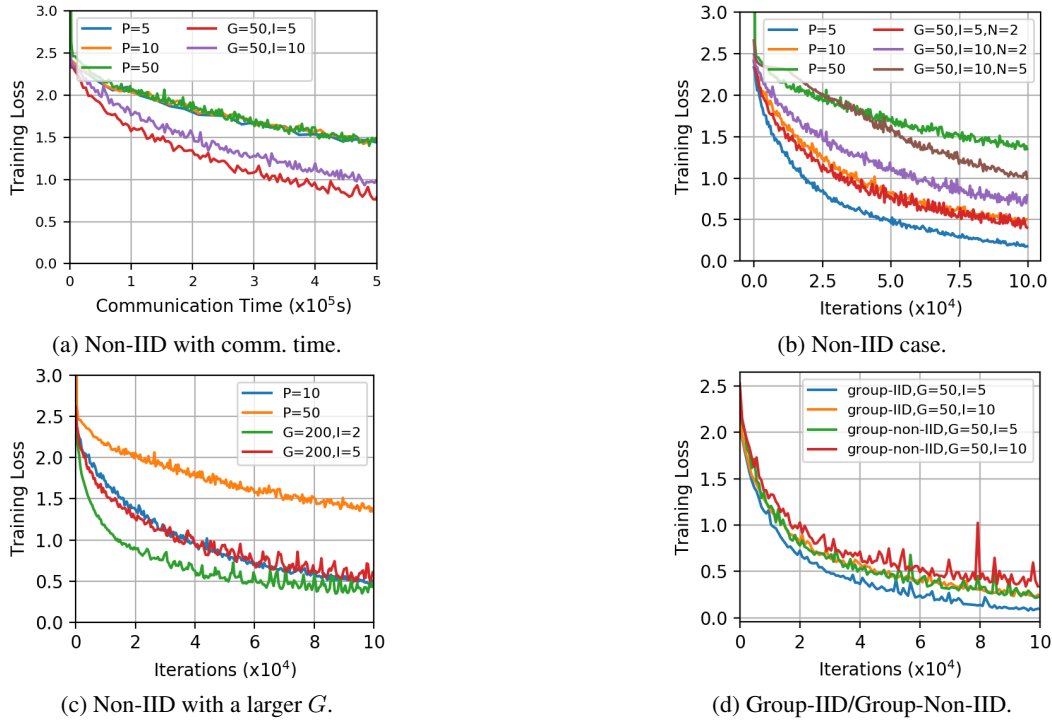 3.0
2.5
2.0
1.5
1.0
0.5
0.0
Training Loss
P=5
P=10
P=50
G=50,I=5
G=50,I=10
0 1 2 3 4 5
Communication Time (x10⁵s)
(a) Non-IID with comm. time.
3.0
2.5
2.0
1.5
1.0
0.5
0.0
Training Loss
P=5
P=10
P=50
G=50,I=5,N=2
G=50,I=10,N=2
G=50,I=10,N=5
0.0 2.5 5.0 7.5 10.0
Iterations (x10⁴)
(b) Non-IID case.
3.0
2.5
2.0
1.5
1.0
0.5
0.0
Training Loss
P=10
P=50
G=200,I=2
G=200,I=5
0 2 4 6 8 10
Iterations (x10⁴)
(c) Non-IID with a larger G.
2.5
2.0
1.5
1.0
0.5
0.0
Training Loss
group-IID,G=50,I=5
group-IID,G=50,I=10
group-non-IID,G=50,I=5
group-non-IID,G=50,I=10
0 2 4 6 8 10
Iterations (x10⁴)
(d) Group-IID/Group-Non-IID.